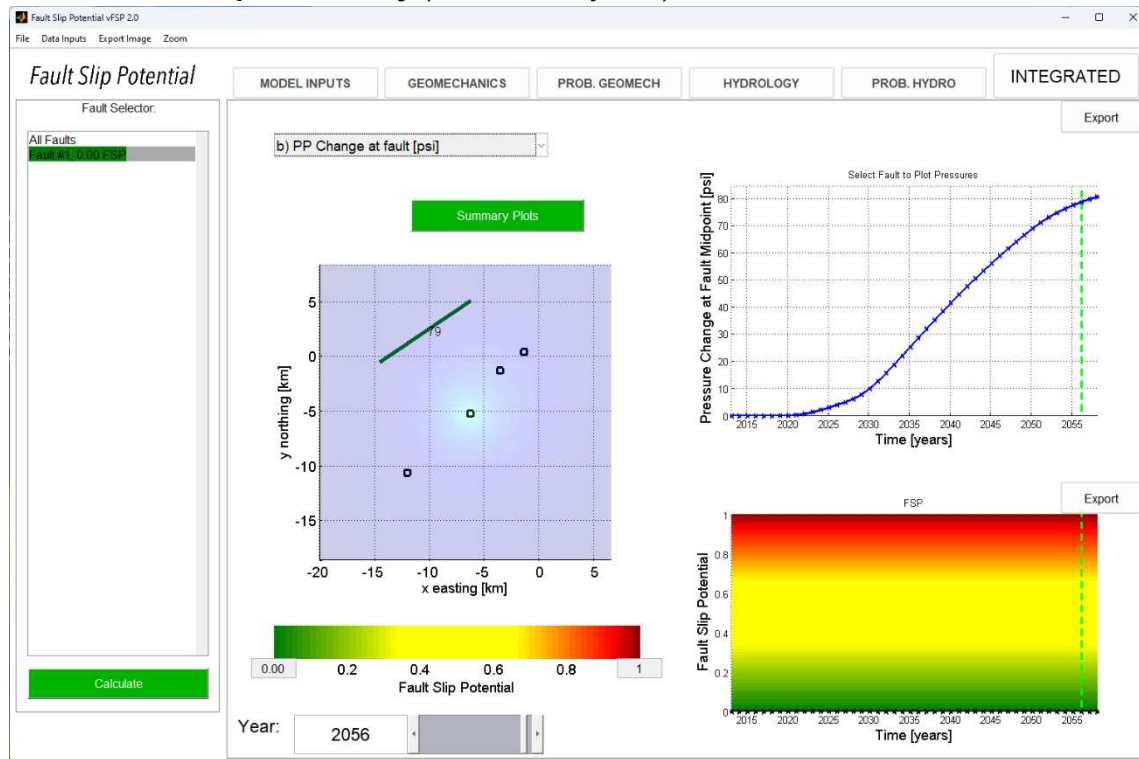 Fault Slip Potential vFSP 2.0
File Data Inputs Export Image Zoom
Fault Slip Potential
MODEL INPUTS
GEOMECHANICS
PROB. GEOMECH
HYDROLOGY
PROB. HYDRO
INTEGRATED
Fault Selector:
All Faults
Fault #1, 0.00 FSP
Calculate
b) PP Change at fault [psi]
Summary Plots
Export
5
0
-5
-10
-15
y northing [km]
79
-20 -15 -10 -5 0 5
x easting [km]
0.00 0.2 0.4 0.6 0.8 1
Fault Slip Potential
Year: 2056
Select Fault to Plot Pressures
Pressure Change at Fault Midpoint [psi]
80
70
60
50
40
30
20
10
0
2015 2020 2025 2030 2035 2040 2045 2050 2055
Time [years]
Export
FSP
Fault Slip Potential
1
0.8
0.6
0.4
0.2
0
2015 2020 2025 2030 2035 2040 2045 2050 2055
Time [years]